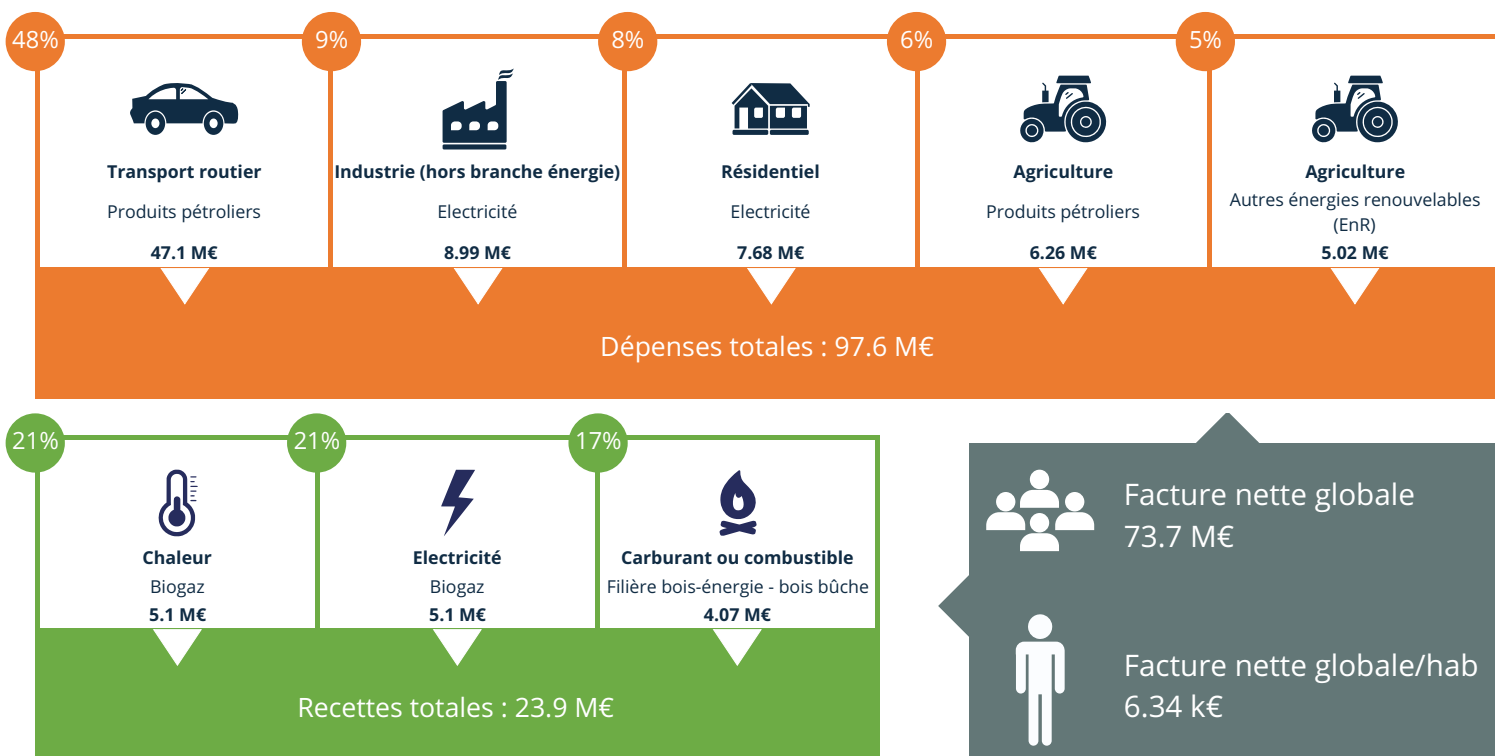 48%
9%
8%
6%
5%
Transport routier
Produits pétroliers
47.1 M€
Industrie (hors branche énergie)
Electricité
8.99 M€
Résidentiel
Electricité
7.68 M€
Agriculture
Produits pétroliers
6.26 M€
Agriculture
Autres énergies renouvelables
(EnR)
5.02 M€
Dépenses totales : 97.6 M€
21%
21%
17%
Chaleur
Biogaz
5.1 M€
Electricité
Biogaz
5.1 M€
Carburant ou combustible
Filière bois-énergie - bois bûche
4.07 M€
Recettes totales : 23.9 M€
Facture nette globale
73.7 M€
Facture nette globale/hab
6.34 k€